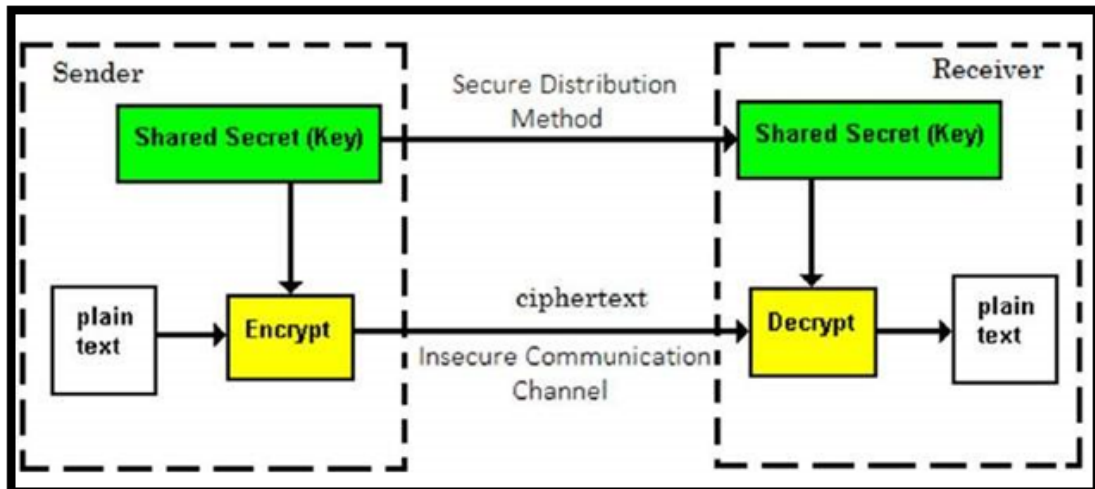 Sender
Receiver
Secure Distribution
Method
Shared Secret (Key)
Shared Secret (Key)
plain
text
Encrypt
ciphertext
Insecure Communication
Channel
Decrypt
plain
text